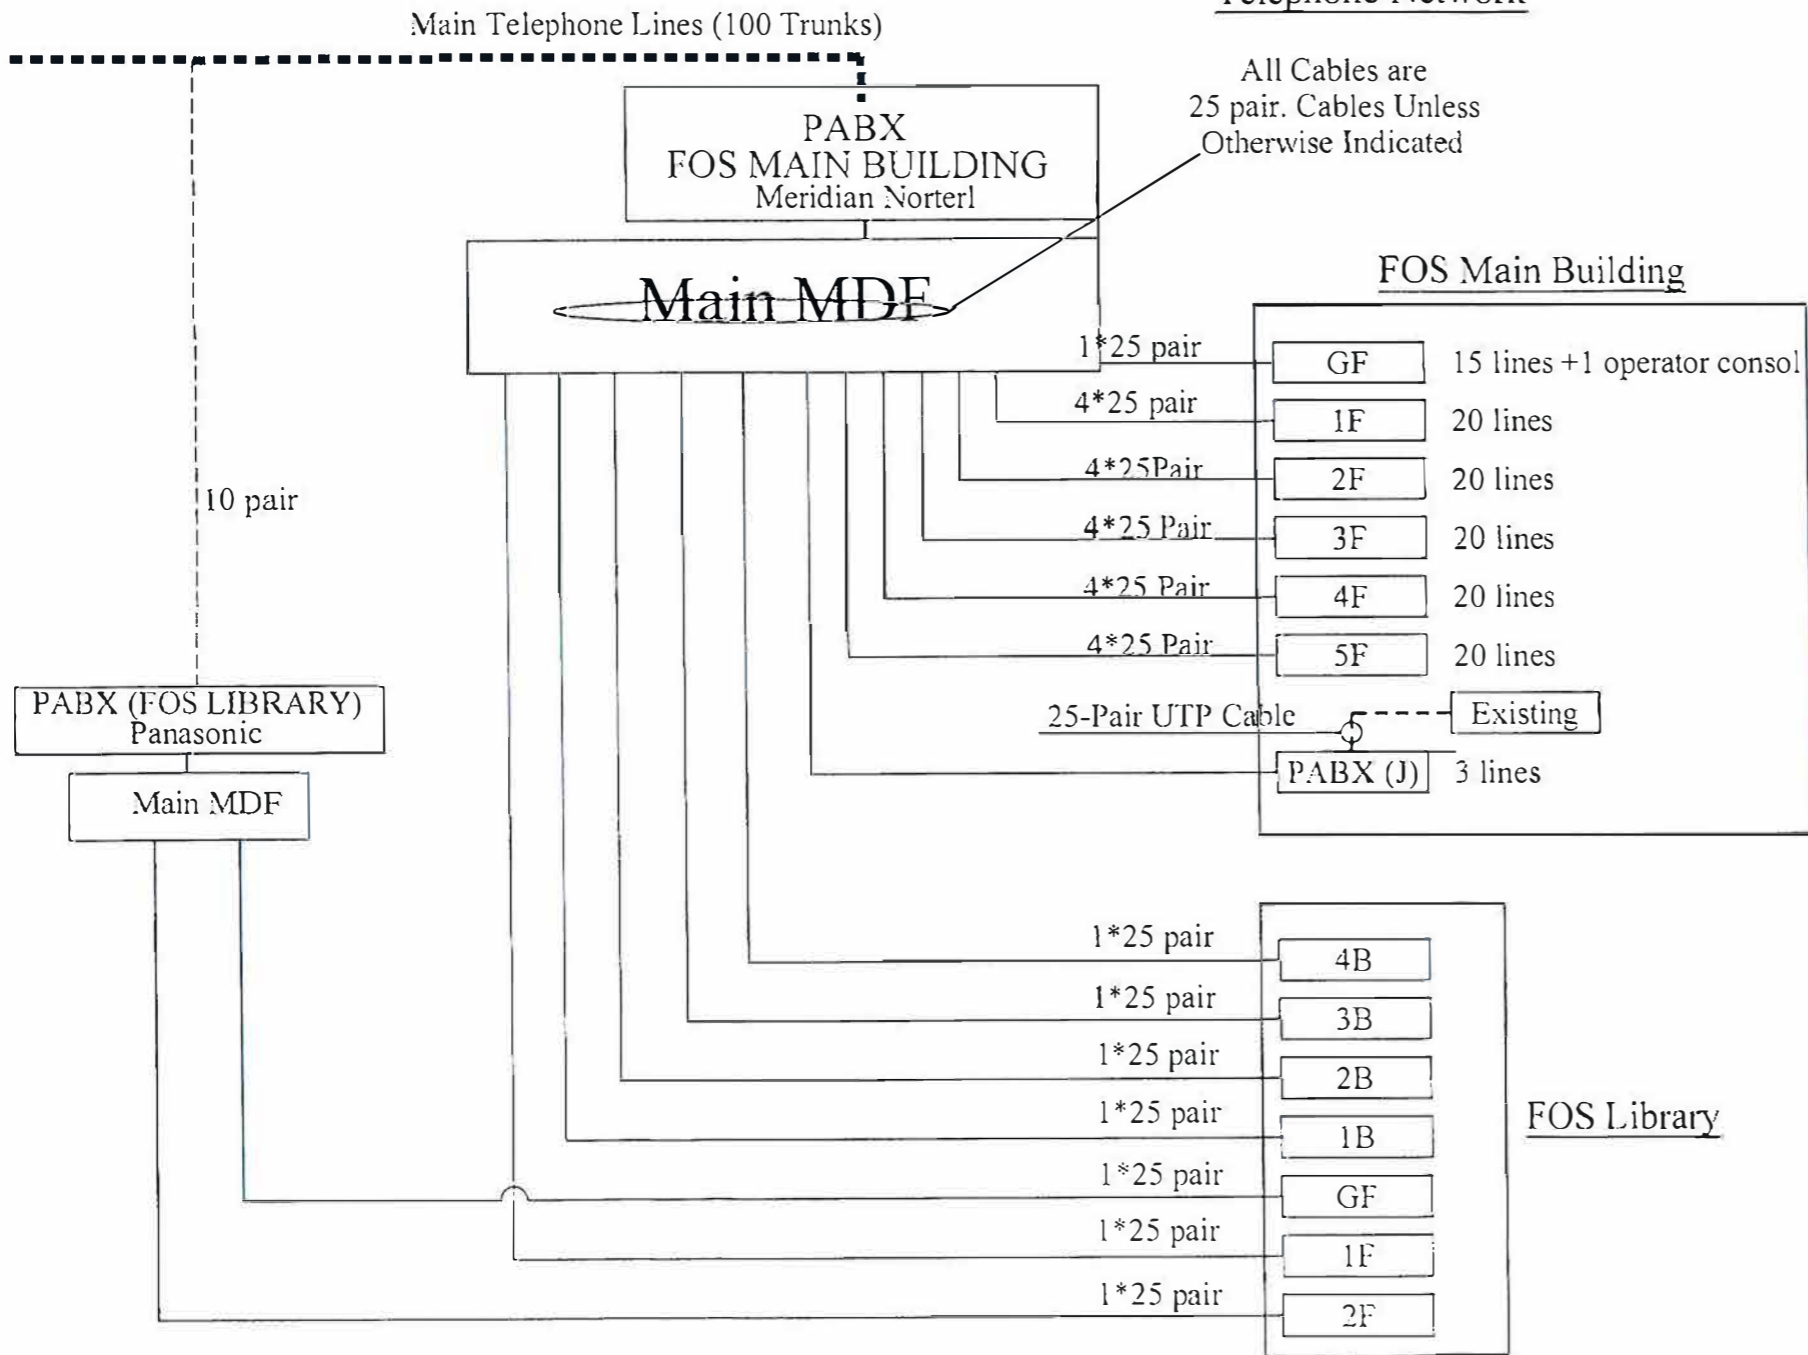 Telephone Network
Main Telephone Lines (100 Trunks)
All Cables are
25 pair. Cables Unless
Otherwise Indicated
PABX
FOS MAIN BUILDING
Meridian Norterl
Main MDF
FOS Main Building
1*25 pair
GF
15 lines +1 operator consol
4*25 pair
1F
20 lines
4*25Pair
2F
20 lines
4*25 Pair
3F
20 lines
4*25 Pair
4F
20 lines
4*25 Pair
5F
20 lines
10 pair
25-Pair UTP Cable
Existing
PABX (J)
3 lines
PABX (FOS LIBRARY)
Panasonic
Main MDF
1*25 pair
4B
1*25 pair
3B
1*25 pair
2B
1*25 pair
1B
FOS Library
1*25 pair
GF
1*25 pair
1F
1*25 pair
2F